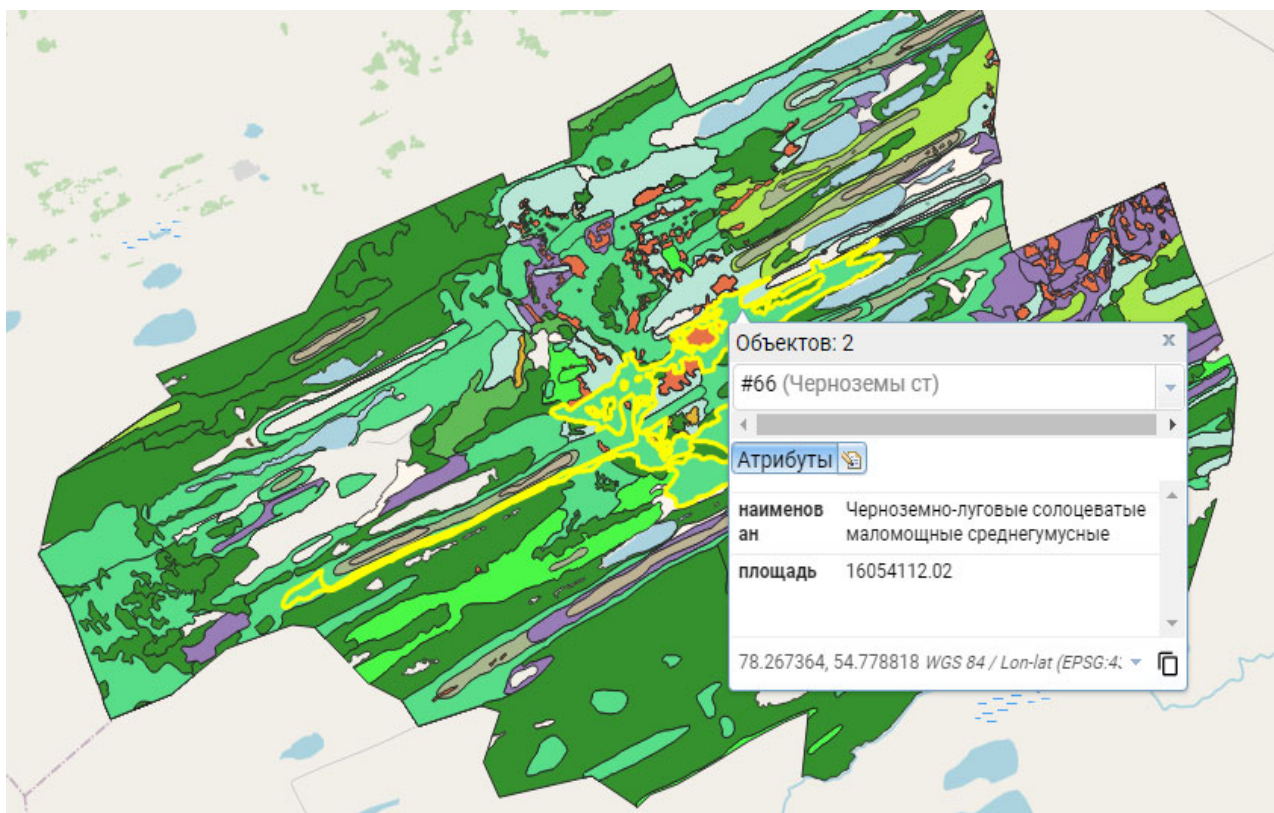 Объектов: 2
x
#66 (Черноземы ст)
Атрибуты
наименов
ан
Черноземно-луговые солоцеватые
маломощные среднегумусные
площадь
16054112.02
78.267364, 54.778818 WGS 84 / Lon-lat (EPSG:4